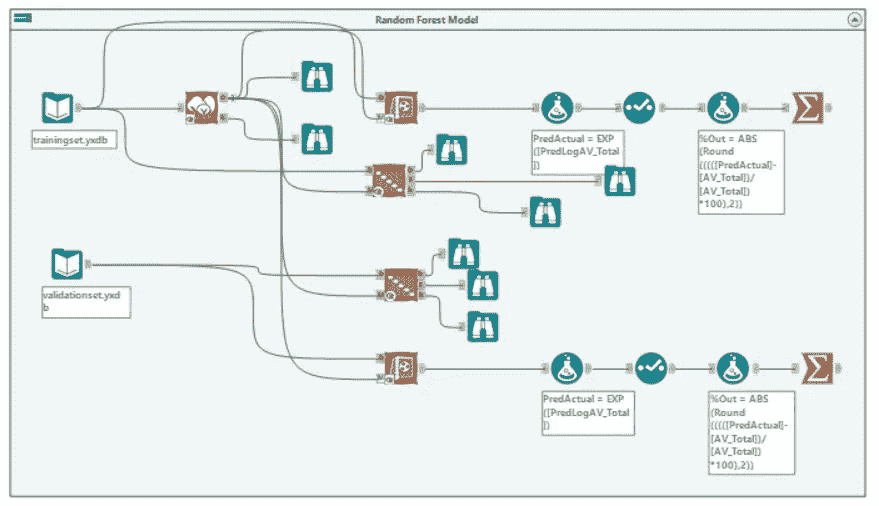 Random Forest Model
trainingset.yxdb
PredActual = EXP
([PredLogAV_Total
])
%Out = ABS
(Round
((((([PredActual]-
[AV_Total])/
[AV_Total])
*100),2))
validationset.yxd
b
PredActual = EXP
([PredLogAV_Total
])
%Out = ABS
(Round
((((([PredActual]-
[AV_Total])/
[AV_Total])
*100),2))